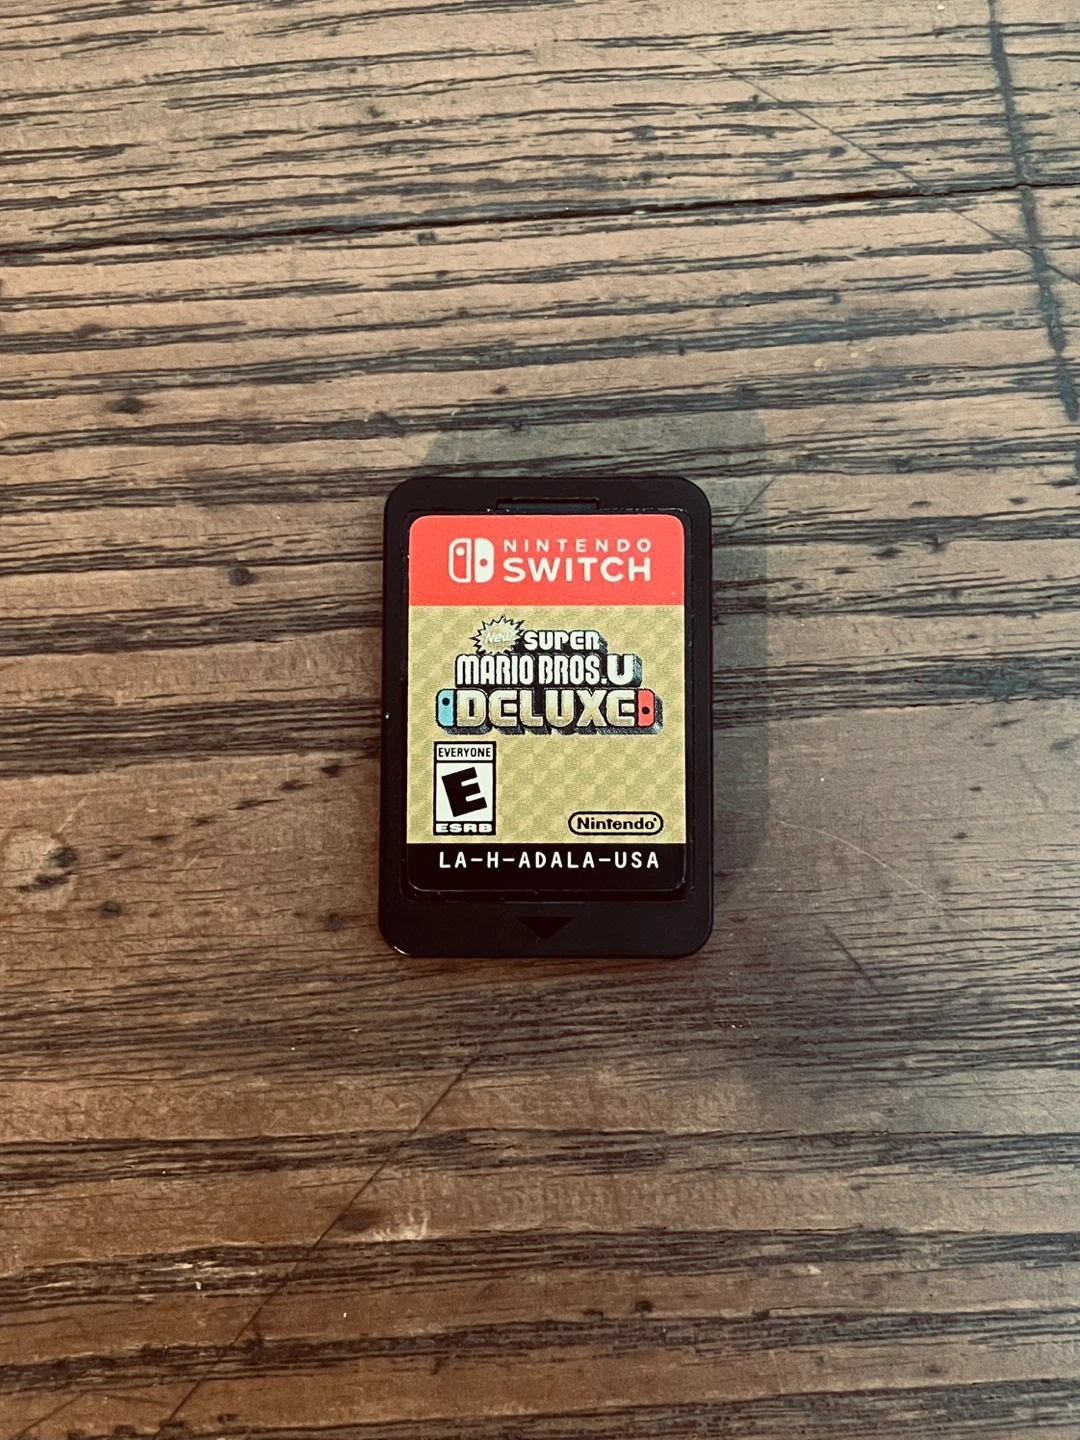 NINTENDO
SWITCH
New SUPER
MARIO BROS. U
DELUXE
EVERYONE
E
ESRB
Nintendo
LA-H-ADALA-USA